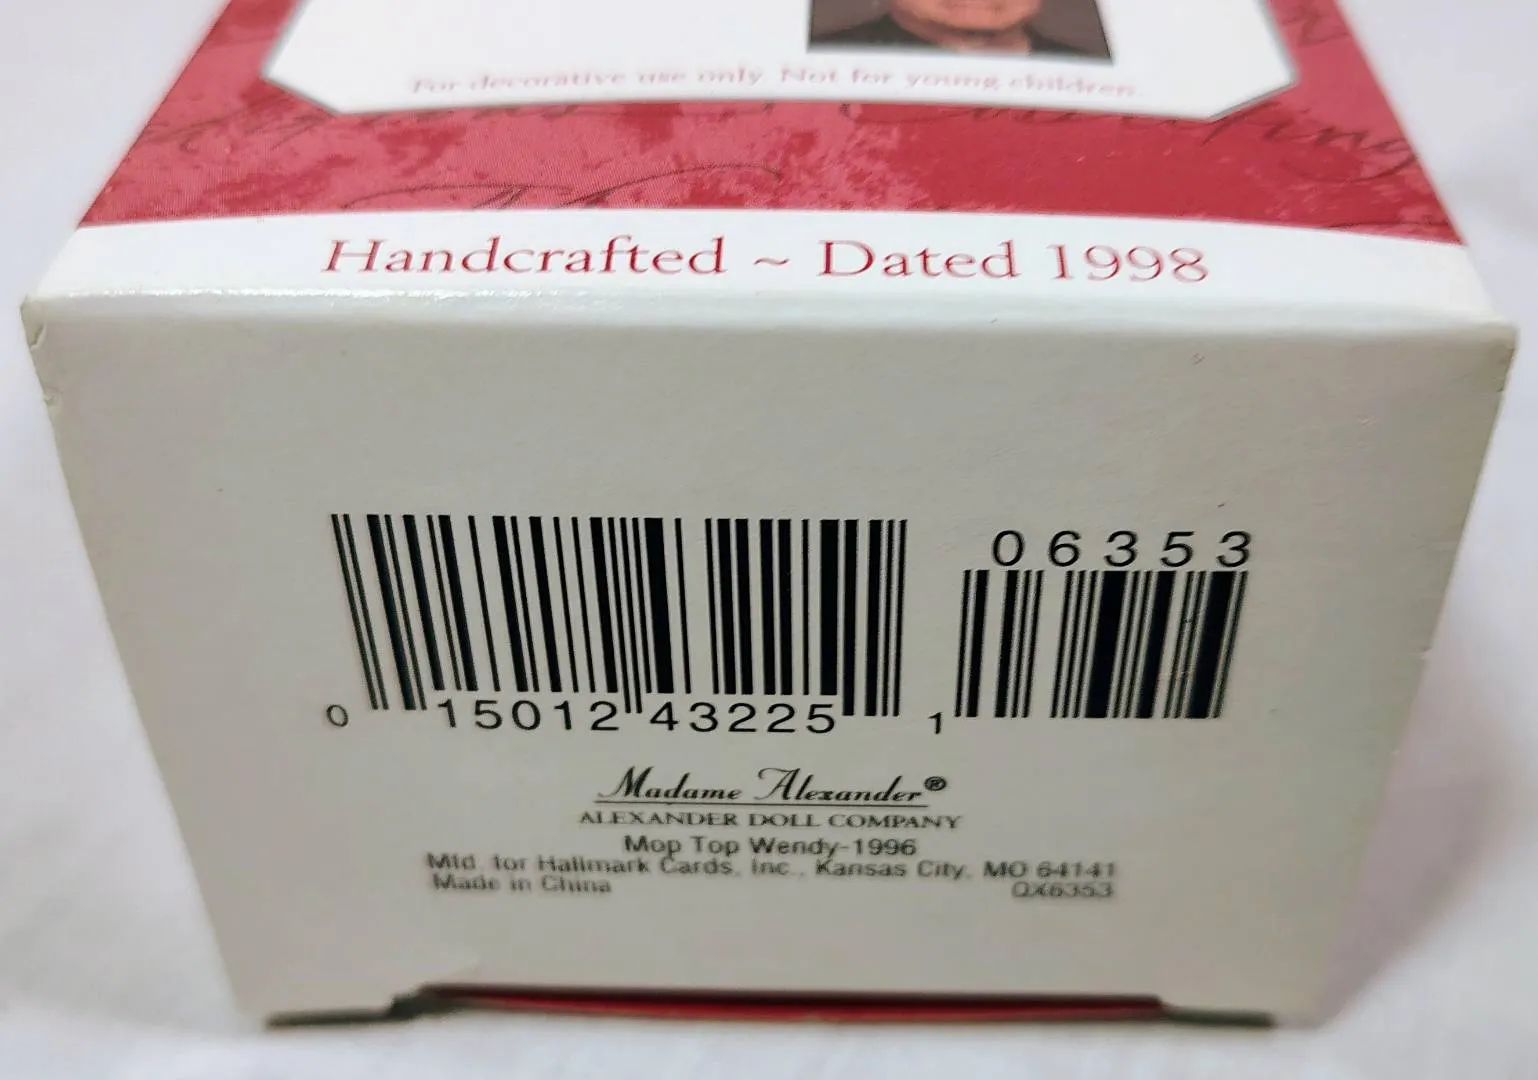 For decorative use only. Not for young children.
Handcrafted ~ Dated 1998
06353
0 15012 43225 1
Madame Alexander®
ALEXANDER DOLL COMPANY
Mop Top Wendy-1996
Mfd. for Hallmark Cards, Inc., Kansas City, MO 64141
Made in China QX6353